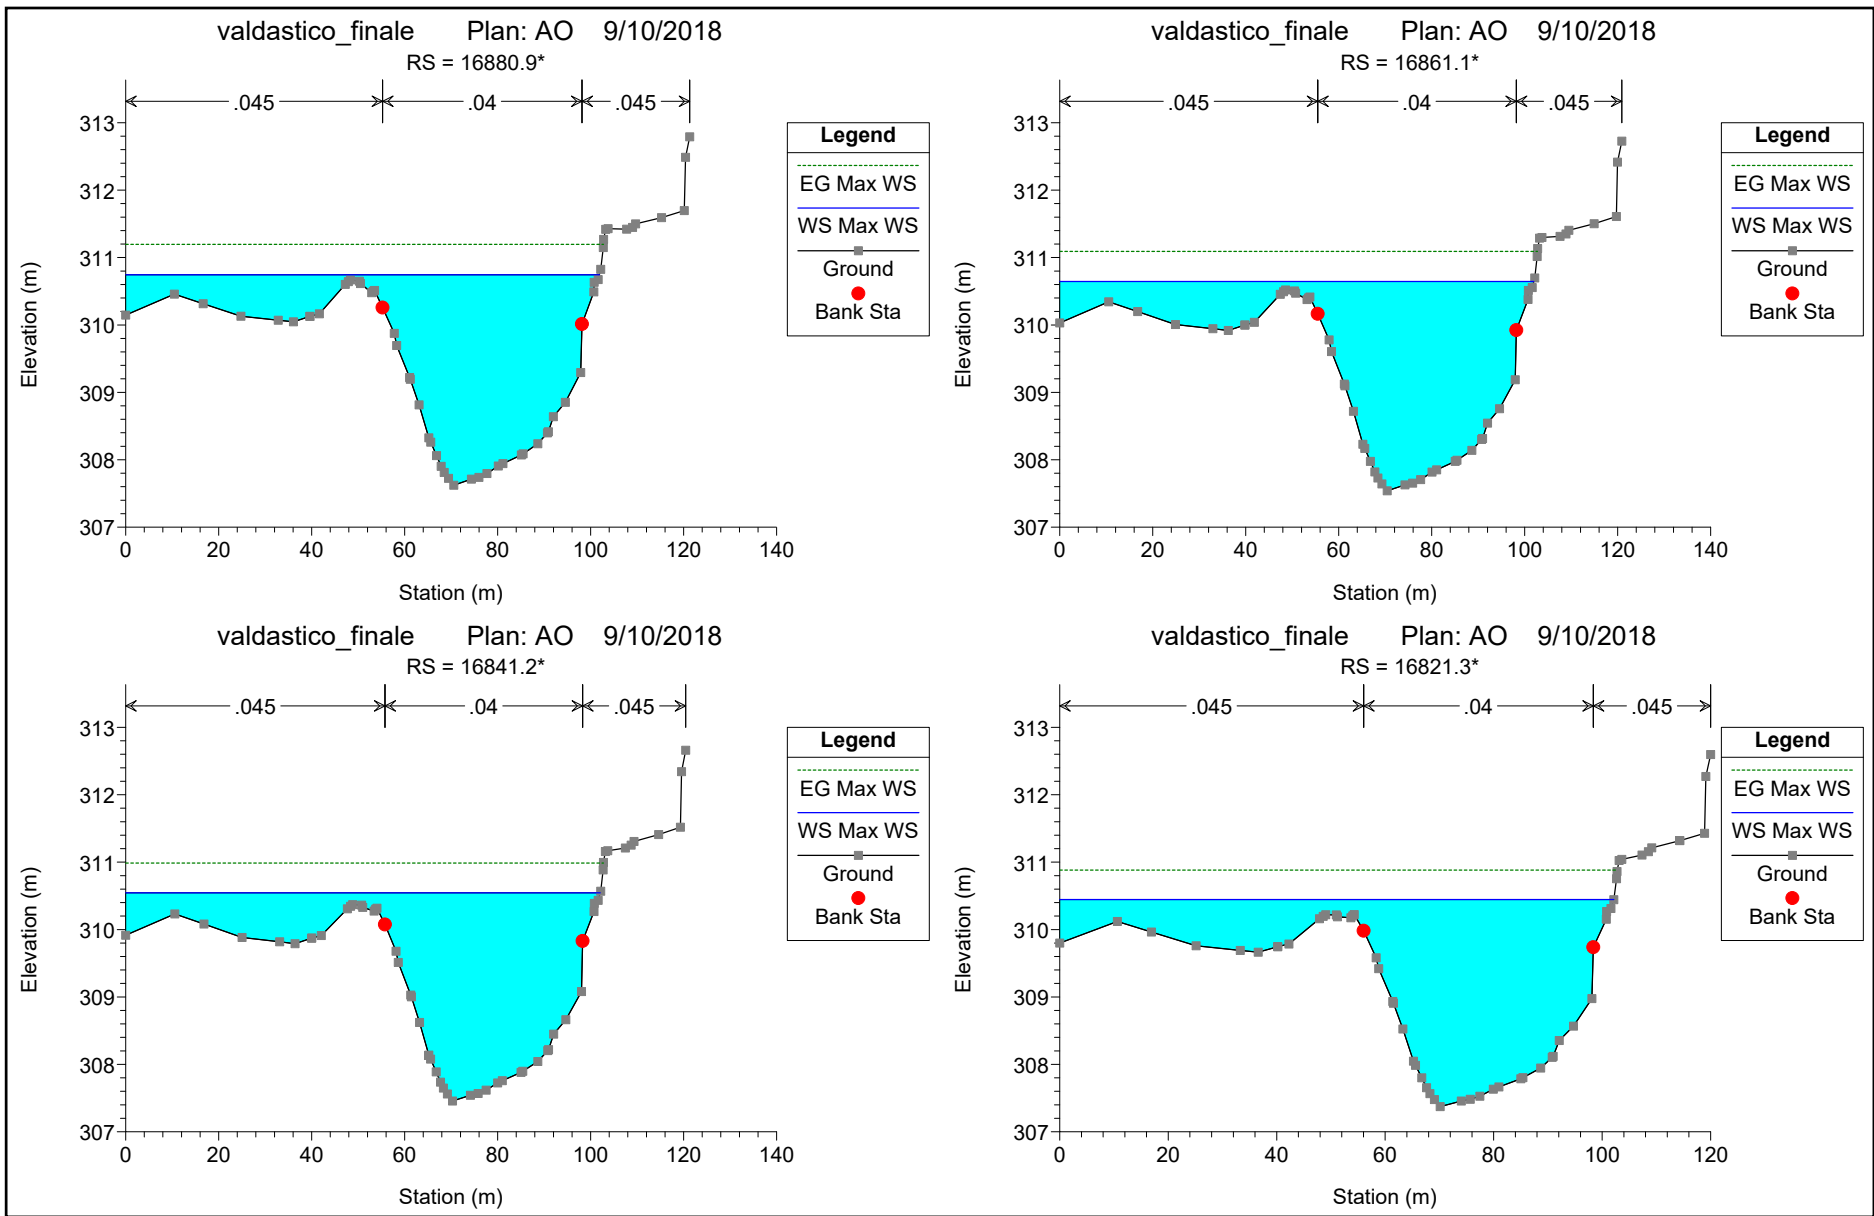 valdastico_finale Plan: AO 9/10/2018
RS = 16880.9*
.045 .04 .045
313
312
311
310
309
308
307
0 20 40 60 80 100 120 140
Station (m)
Elevation (m)
Legend
EG Max WS
WS Max WS
Ground
Bank Sta
valdastico_finale Plan: AO 9/10/2018
RS = 16861.1*
.045 .04 .045
313
312
311
310
309
308
307
0 20 40 60 80 100 120 140
Station (m)
Elevation (m)
Legend
EG Max WS
WS Max WS
Ground
Bank Sta
valdastico_finale Plan: AO 9/10/2018
RS = 16841.2*
.045 .04 .045
313
312
311
310
309
308
307
0 20 40 60 80 100 120 140
Station (m)
Elevation (m)
Legend
EG Max WS
WS Max WS
Ground
Bank Sta
valdastico_finale Plan: AO 9/10/2018
RS = 16821.3*
.045 .04 .045
313
312
311
310
309
308
307
0 20 40 60 80 100 120
Station (m)
Elevation (m)
Legend
EG Max WS
WS Max WS
Ground
Bank Sta